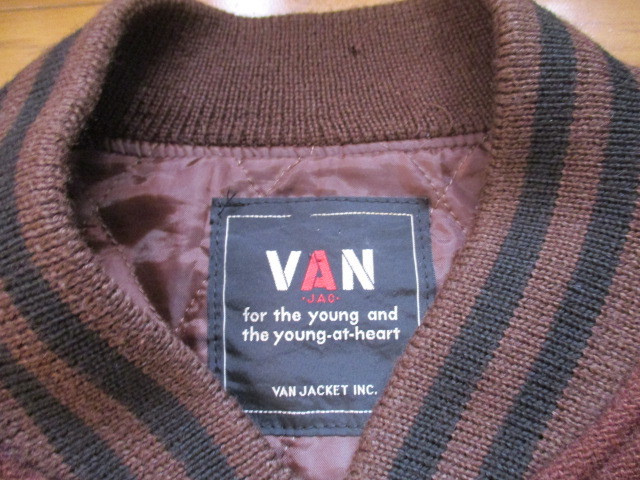 VAN
·JAC·
for the young and
the young-at-heart
VAN JACKET INC.